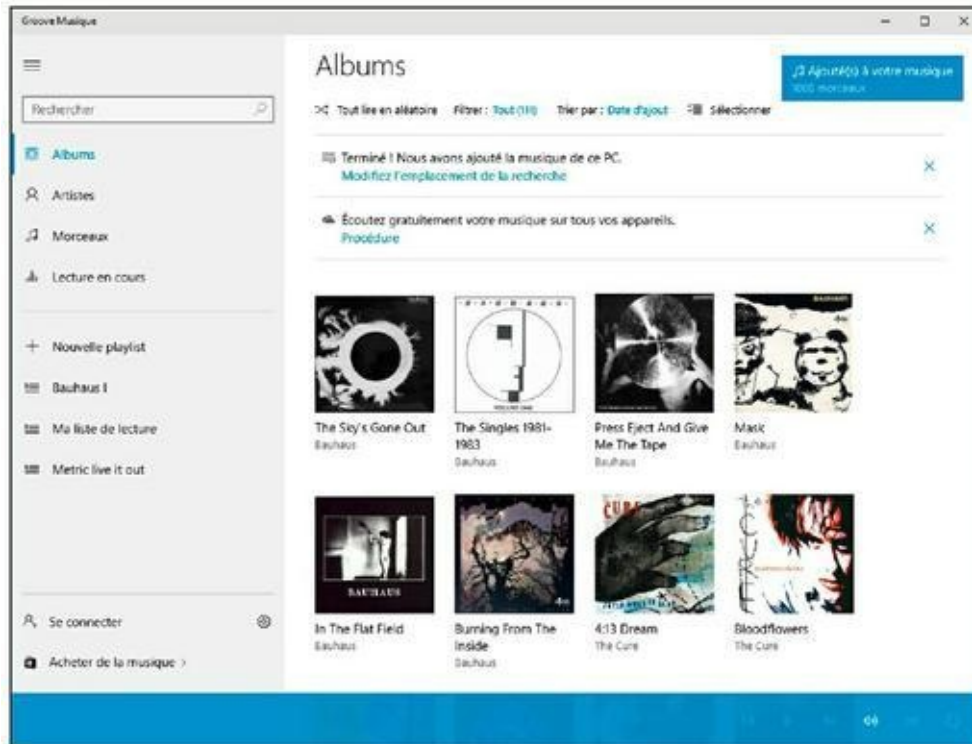 Groove Musique
Albums
Ajouté(s) à votre musique
1000 morceaux
Rechercher
Tout lire en aléatoire Filtrer : Tout Trier par : Date d'ajout Sélectionner
Albums
Terminé ! Nous avons ajouté la musique de ce PC.
Modifiez l'emplacement de la recherche
Artistes
Morceaux
Écoutez gratuitement votre musique sur tous vos appareils.
Procédure
Lecture en cours
Nouvelle playlist
Bauhaus I
Ma liste de lecture
Metric live it out
BAUHAUS
The Sky's Gone Out
Bauhaus
The Singles 1981-
1983
Bauhaus
Press Eject And Give
Me The Tape
Bauhaus
Mask
Bauhaus
BAUHAUS
CURE
In The Flat Field
Bauhaus
Burning From The
Inside
Bauhaus
4:13 Dream
The Cure
Bloodflowers
The Cure
Se connecter
Acheter de la musique >